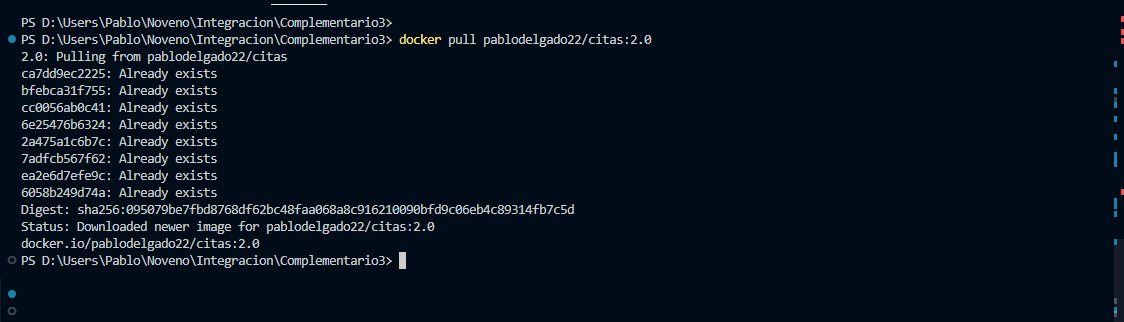 PS D:\Users\Pablo\Noveno\Integracion\Complementario3>
PS D:\Users\Pablo\Noveno\Integracion\Complementario3> docker pull pablodelgado22/citas:2.0
2.0: Pulling from pablodelgado22/citas
ca7dd9ec2225: Already exists
bfebca31f755: Already exists
cc0056ab0c41: Already exists
6e25476b6324: Already exists
2a475a1c6b7c: Already exists
7adfcb567f62: Already exists
ea2e6d7efe9c: Already exists
6058b249d74a: Already exists
Digest: sha256:095079be7fbd8768df62bc48faa068a8c916210090bfd9c06eb4c89314fb7c5d
Status: Downloaded newer image for pablodelgado22/citas:2.0
docker.io/pablodelgado22/citas:2.0
PS D:\Users\Pablo\Noveno\Integracion\Complementario3>